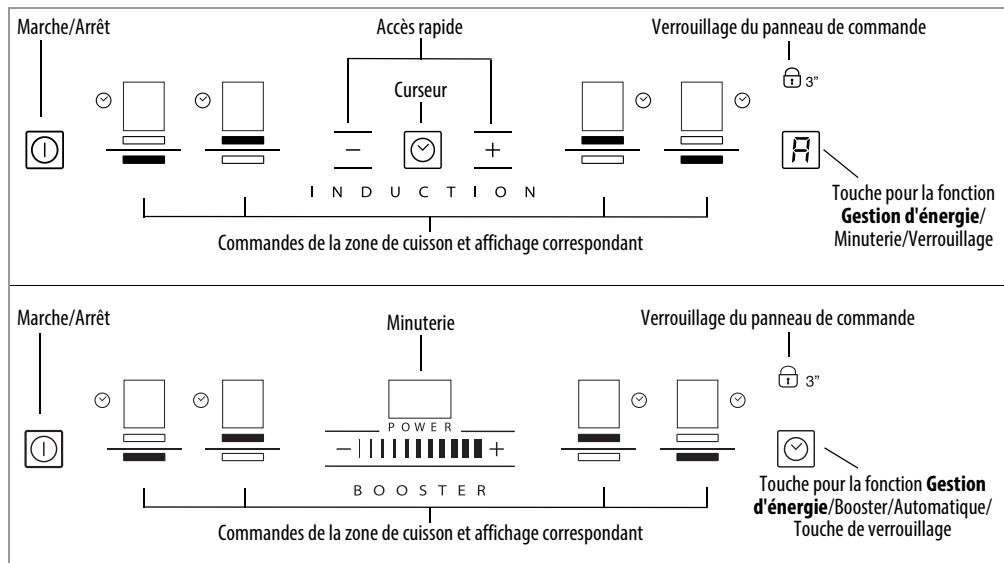 Marche/Arrêt
Accès rapide
Verrouillage du panneau de commande
Curseur
3”
− +
A
I N D U C T I O N
Touche pour la fonction
Gestion d'énergie/
Minuterie/Verrouillage
Commandes de la zone de cuisson et affichage correspondant
Marche/Arrêt
Minuterie
Verrouillage du panneau de commande
3”
POWER
− +
BOOSTER
Touche pour la fonction Gestion
d'énergie/Booster/Automatique/
Touche de verrouillage
Commandes de la zone de cuisson et affichage correspondant